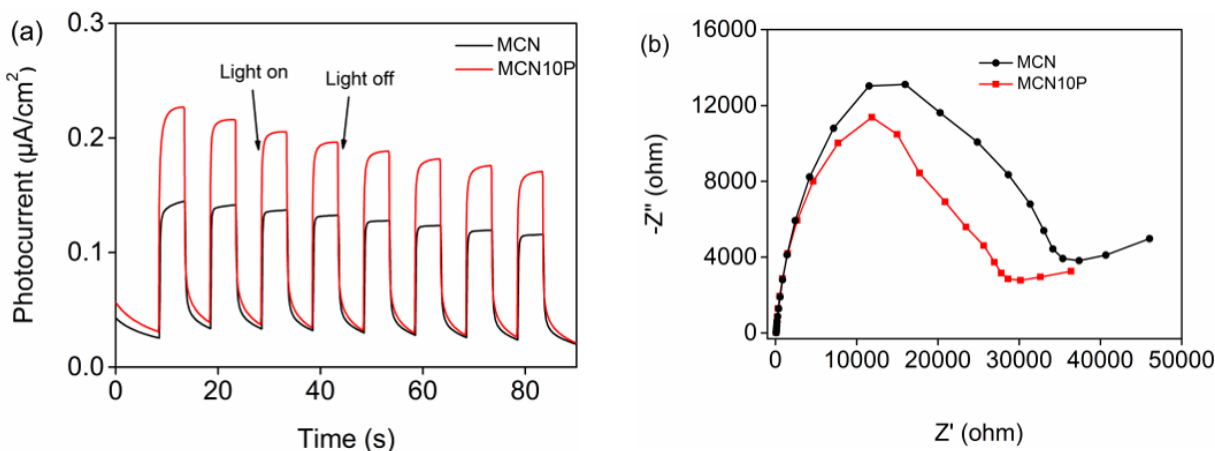 (a)
0.3
0.2
0.1
0.0
Photocurrent (μA/cm²)
MCN
MCN10P
Light on
Light off
0 20 40 60 80
Time (s)
(b)
16000
12000
8000
4000
0
-Z" (ohm)
MCN
MCN10P
0 10000 20000 30000 40000 50000
Z' (ohm)